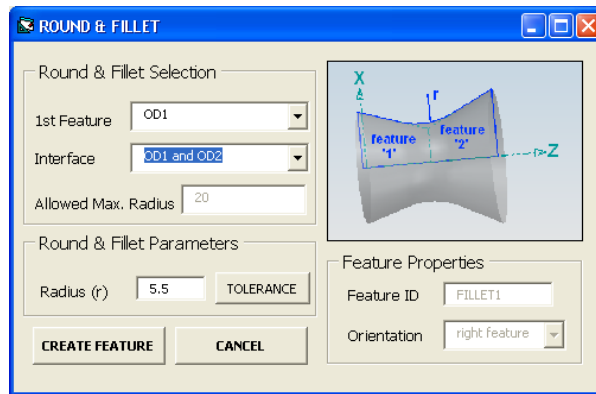 ROUND & FILLET
Round & Fillet Selection
1st Feature OD1
Interface OD1 and OD2
Allowed Max. Radius 20
Round & Fillet Parameters
Radius (r) 5.5 TOLERANCE
CREATE FEATURE CANCEL
X
r
feature feature
'1' '2'
Z
Feature Properties
Feature ID FILLET1
Orientation right feature